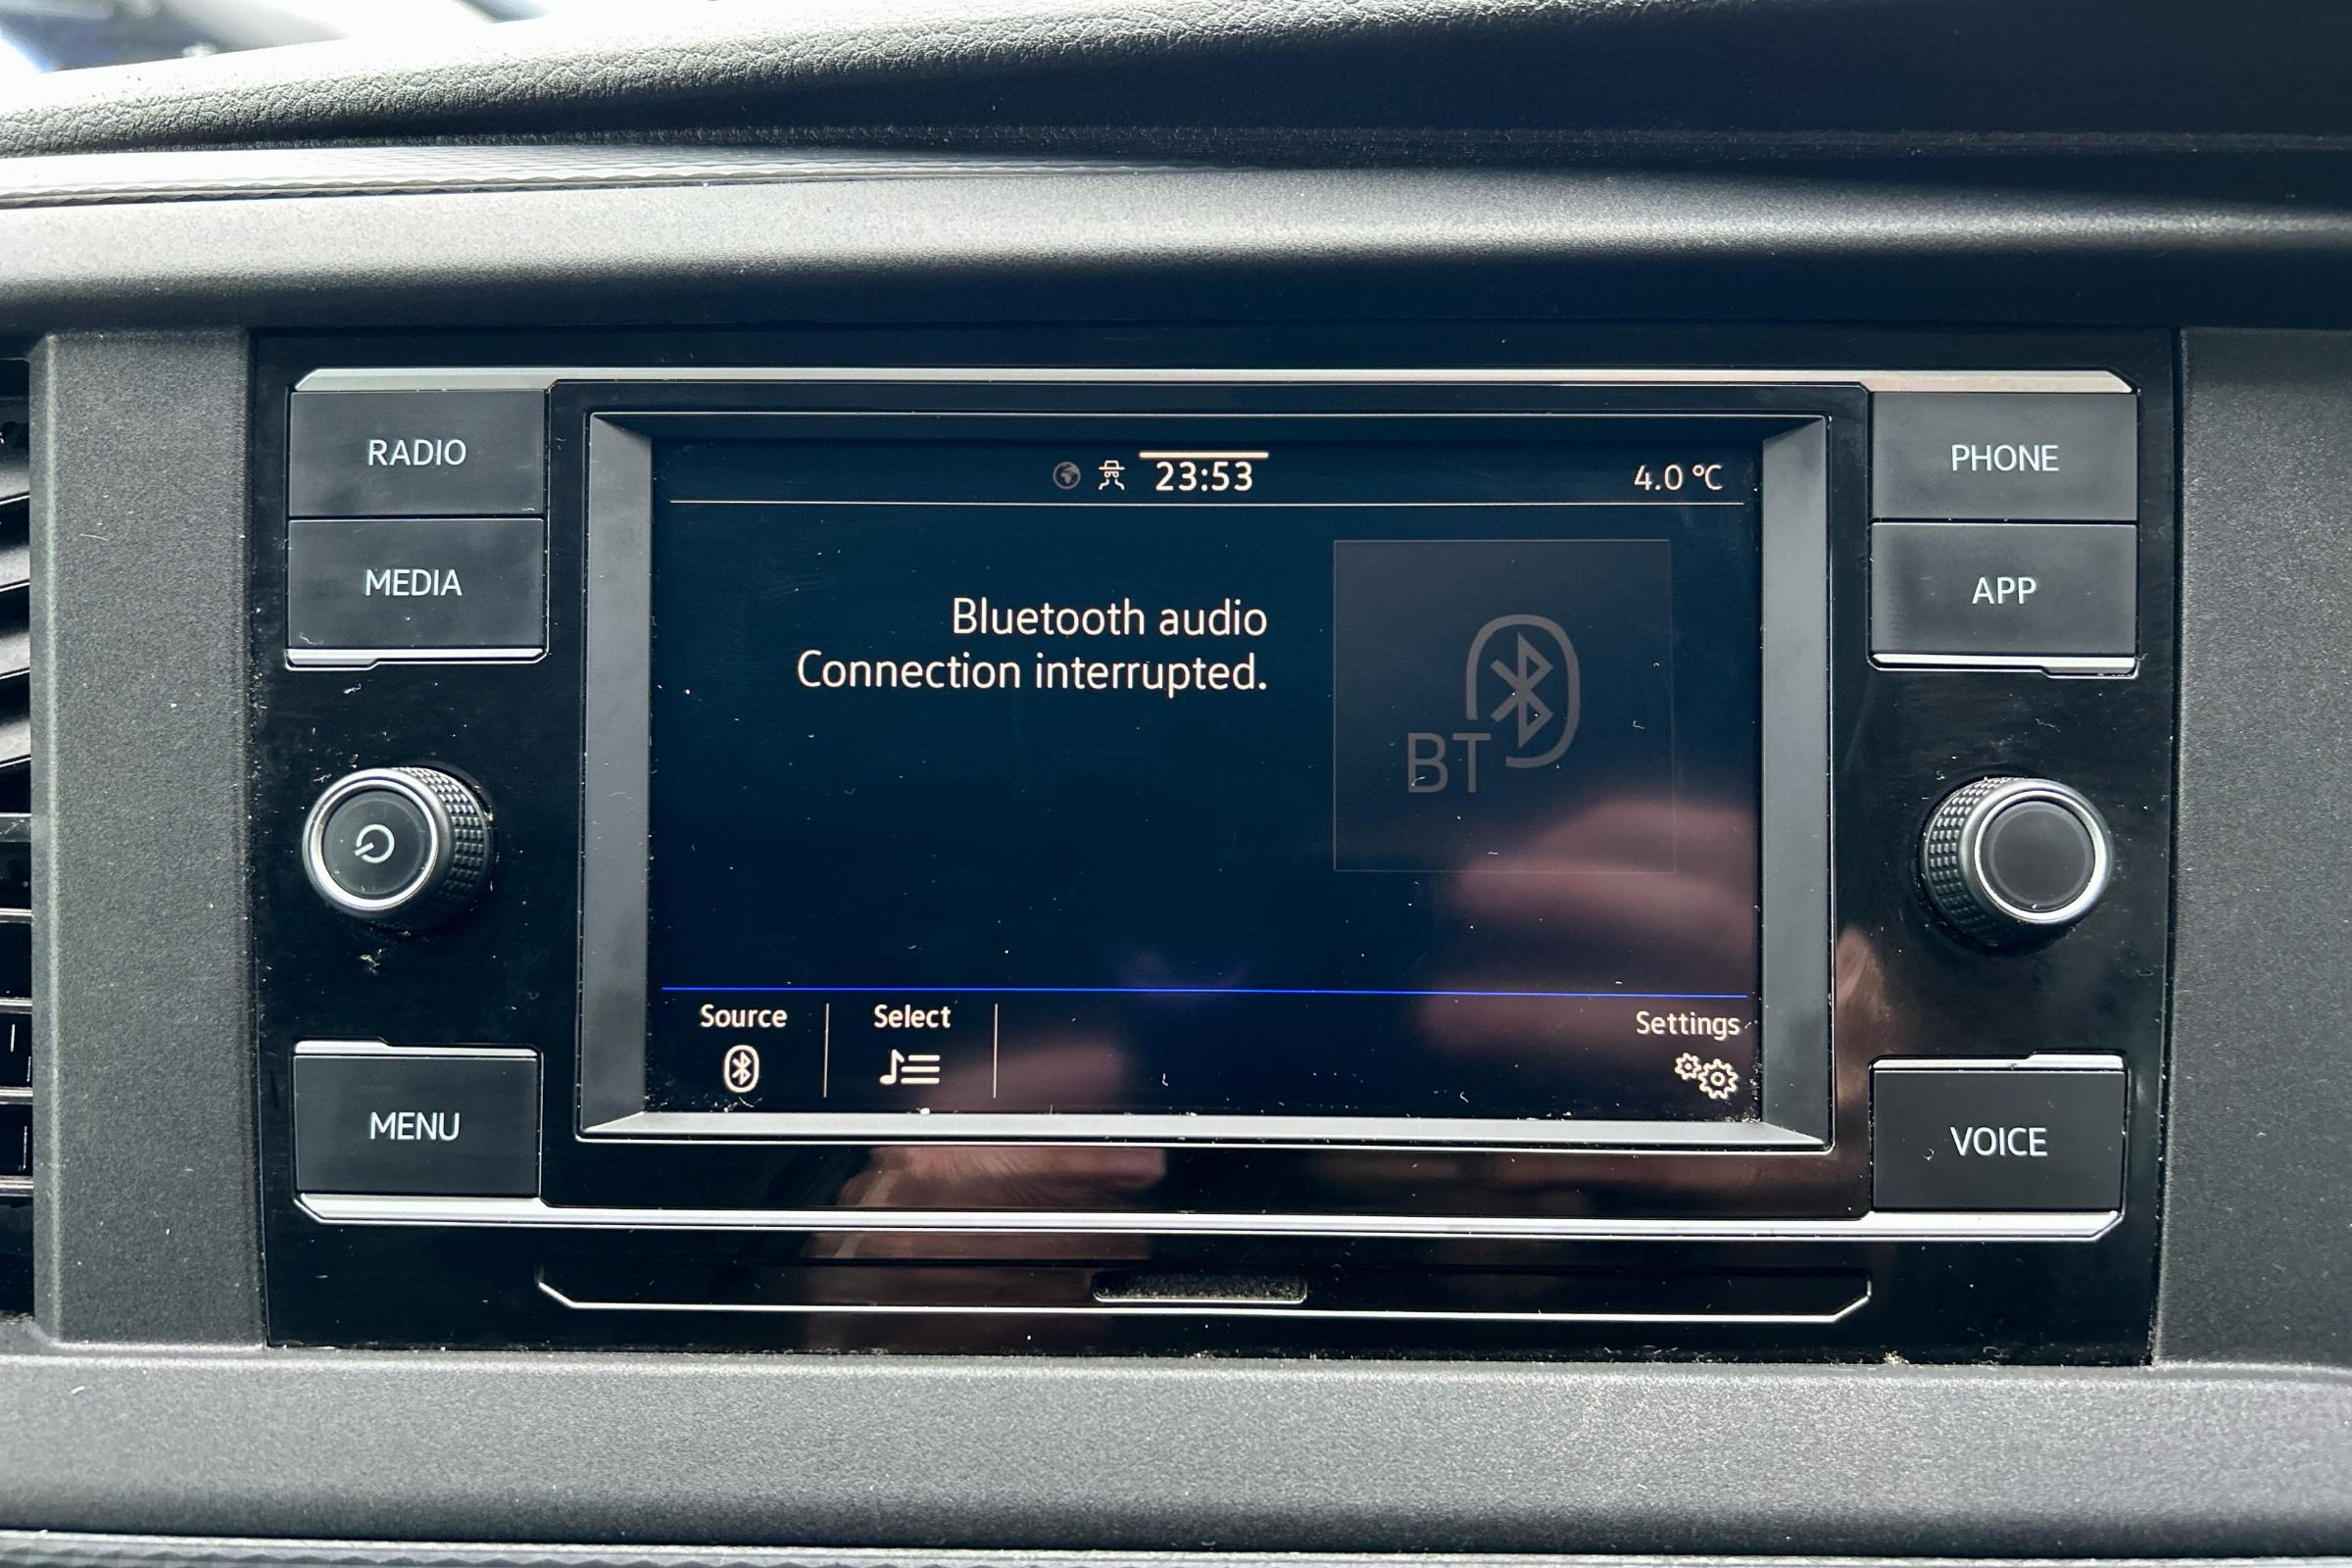 RADIO
MEDIA
MENU
23:53
4.0 °C
Bluetooth audio
Connection interrupted.
BT
Source
Select
Settings
PHONE
APP
VOICE